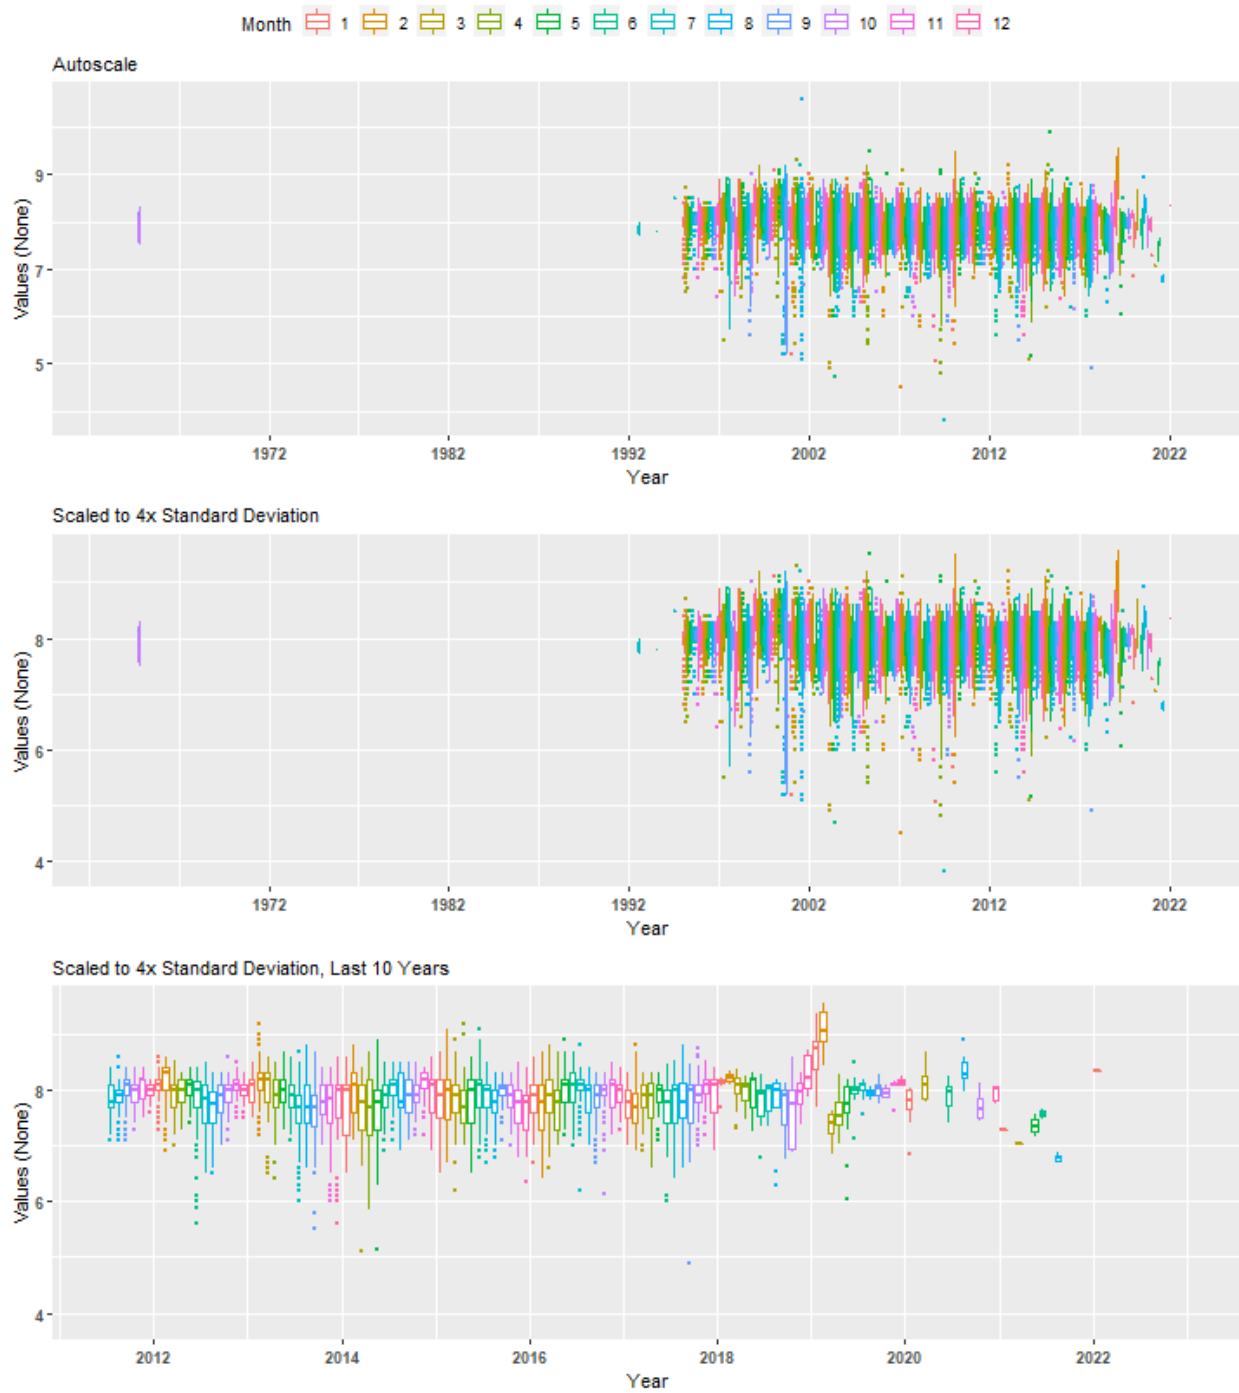 Month 1 2 3 4 5 6 7 8 9 10 11 12
Autoscale
Values (None)
9
7
5
1972 1982 1992 2002 2012 2022
Year
Scaled to 4x Standard Deviation
Values (None)
8
6
4
1972 1982 1992 2002 2012 2022
Year
Scaled to 4x Standard Deviation, Last 10 Years
Values (None)
8
6
4
2012 2014 2016 2018 2020 2022
Year